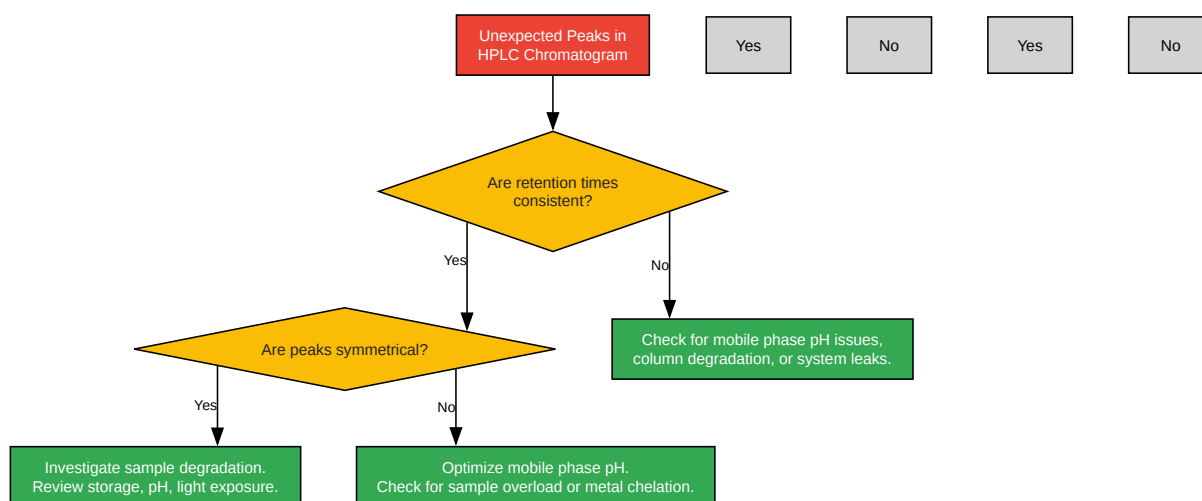 Unexpected Peaks in
HPLC Chromatogram
Yes
No
Yes
No
Are retention times
consistent?
Yes
No
Are peaks symmetrical?
Check for mobile phase pH issues,
column degradation, or system leaks.
Yes
No
Investigate sample degradation.
Review storage, pH, light exposure.
Optimize mobile phase pH.
Check for sample overload or metal chelation.